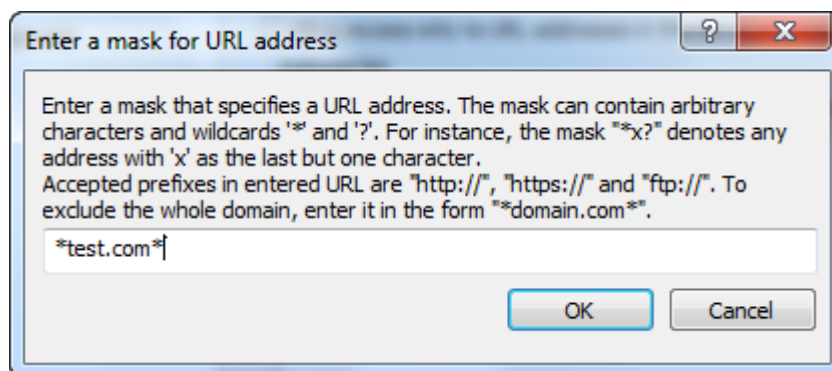 Enter a mask for URL address
Enter a mask that specifies a URL address. The mask can contain arbitrary
characters and wildcards '*' and '?'. For instance, the mask "*x?" denotes any
address with 'x' as the last but one character.
Accepted prefixes in entered URL are "http://", "https://" and "ftp://". To
exclude the whole domain, enter it in the form "*domain.com*".
*test.com*
OK Cancel